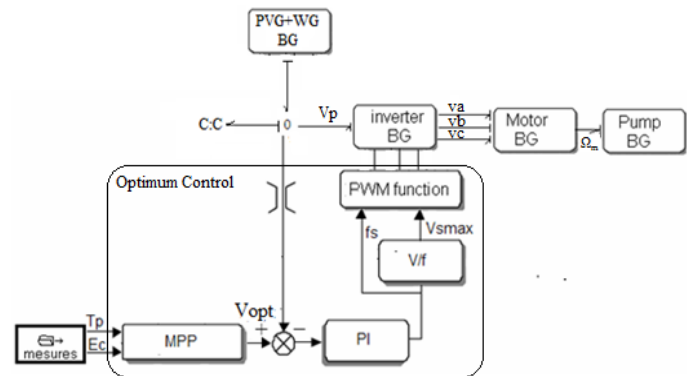 PVG+WG
BG
C:C
0
Vp
inverter
BG
va
vb
vc
Motor
BG
Ωm
Pump
BG
Optimum Control
PWM function
fs
Vsmax
V/f
Tp
Ec
mesures
MPP
Vopt
+
−
PI